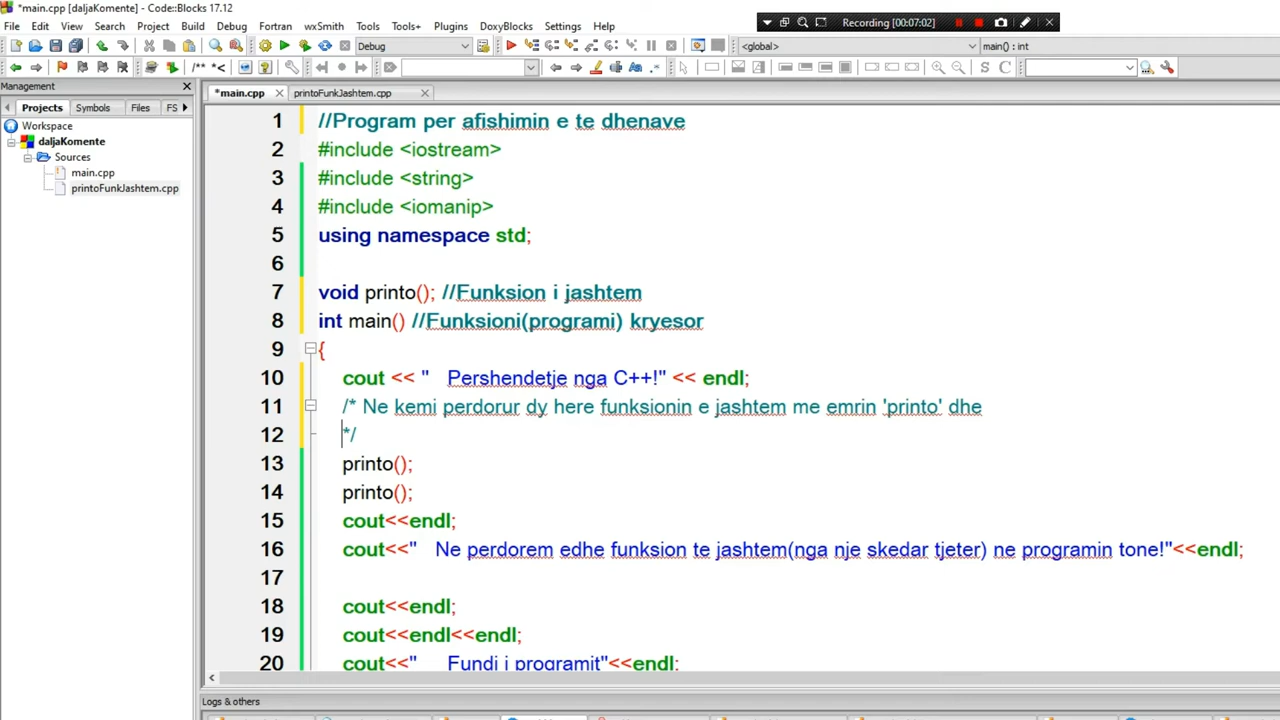 *main.cpp [daljaKomente] - Code::Blocks 17.12
Recording [00:07:02]
File Edit View Search Project Build Debug Fortran wxSmith Tools Tools+ Plugins DoxyBlocks Settings Help
Debug <global> main() : int
/** *<
Management
Projects Symbols Files FS
*main.cpp printoFunkJashtem.cpp
Workspace
daljaKomente
Sources
main.cpp
printoFunkJashtem.cpp
1 //Program per afishimin e te dhenave
2 #include <iostream>
3 #include <string>
4 #include <iomanip>
5 using namespace std;
6
7 void printo(); //Funksion i jashtem
8 int main() //Funksioni(programi) kryesor
9 {
10 cout << "   Pershendetje nga C++!" << endl;
11 /* Ne kemi perdorur dy here funksionin e jashtem me emrin 'printo' dhe
12 */
13 printo();
14 printo();
15 cout<<endl;
16 cout<<"   Ne perdorem edhe funksion te jashtem(nga nje skedar tjeter) ne programin tone!"<<endl;
17
18 cout<<endl;
19 cout<<endl<<endl;
20 cout<<"     Fundi i programit"<<endl;
Logs & others